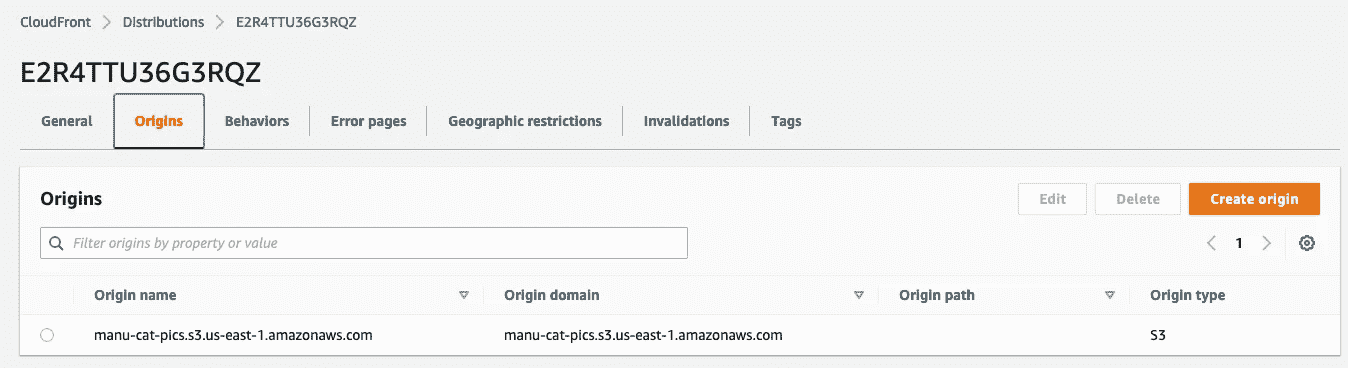 CloudFront > Distributions > E2R4TTU36G3RQZ
E2R4TTU36G3RQZ
General Origins Behaviors Error pages Geographic restrictions Invalidations Tags
Origins Edit Delete Create origin
Filter origins by property or value < 1 >
Origin name Origin domain Origin path Origin type
manu-cat-pics.s3.us-east-1.amazonaws.com manu-cat-pics.s3.us-east-1.amazonaws.com S3